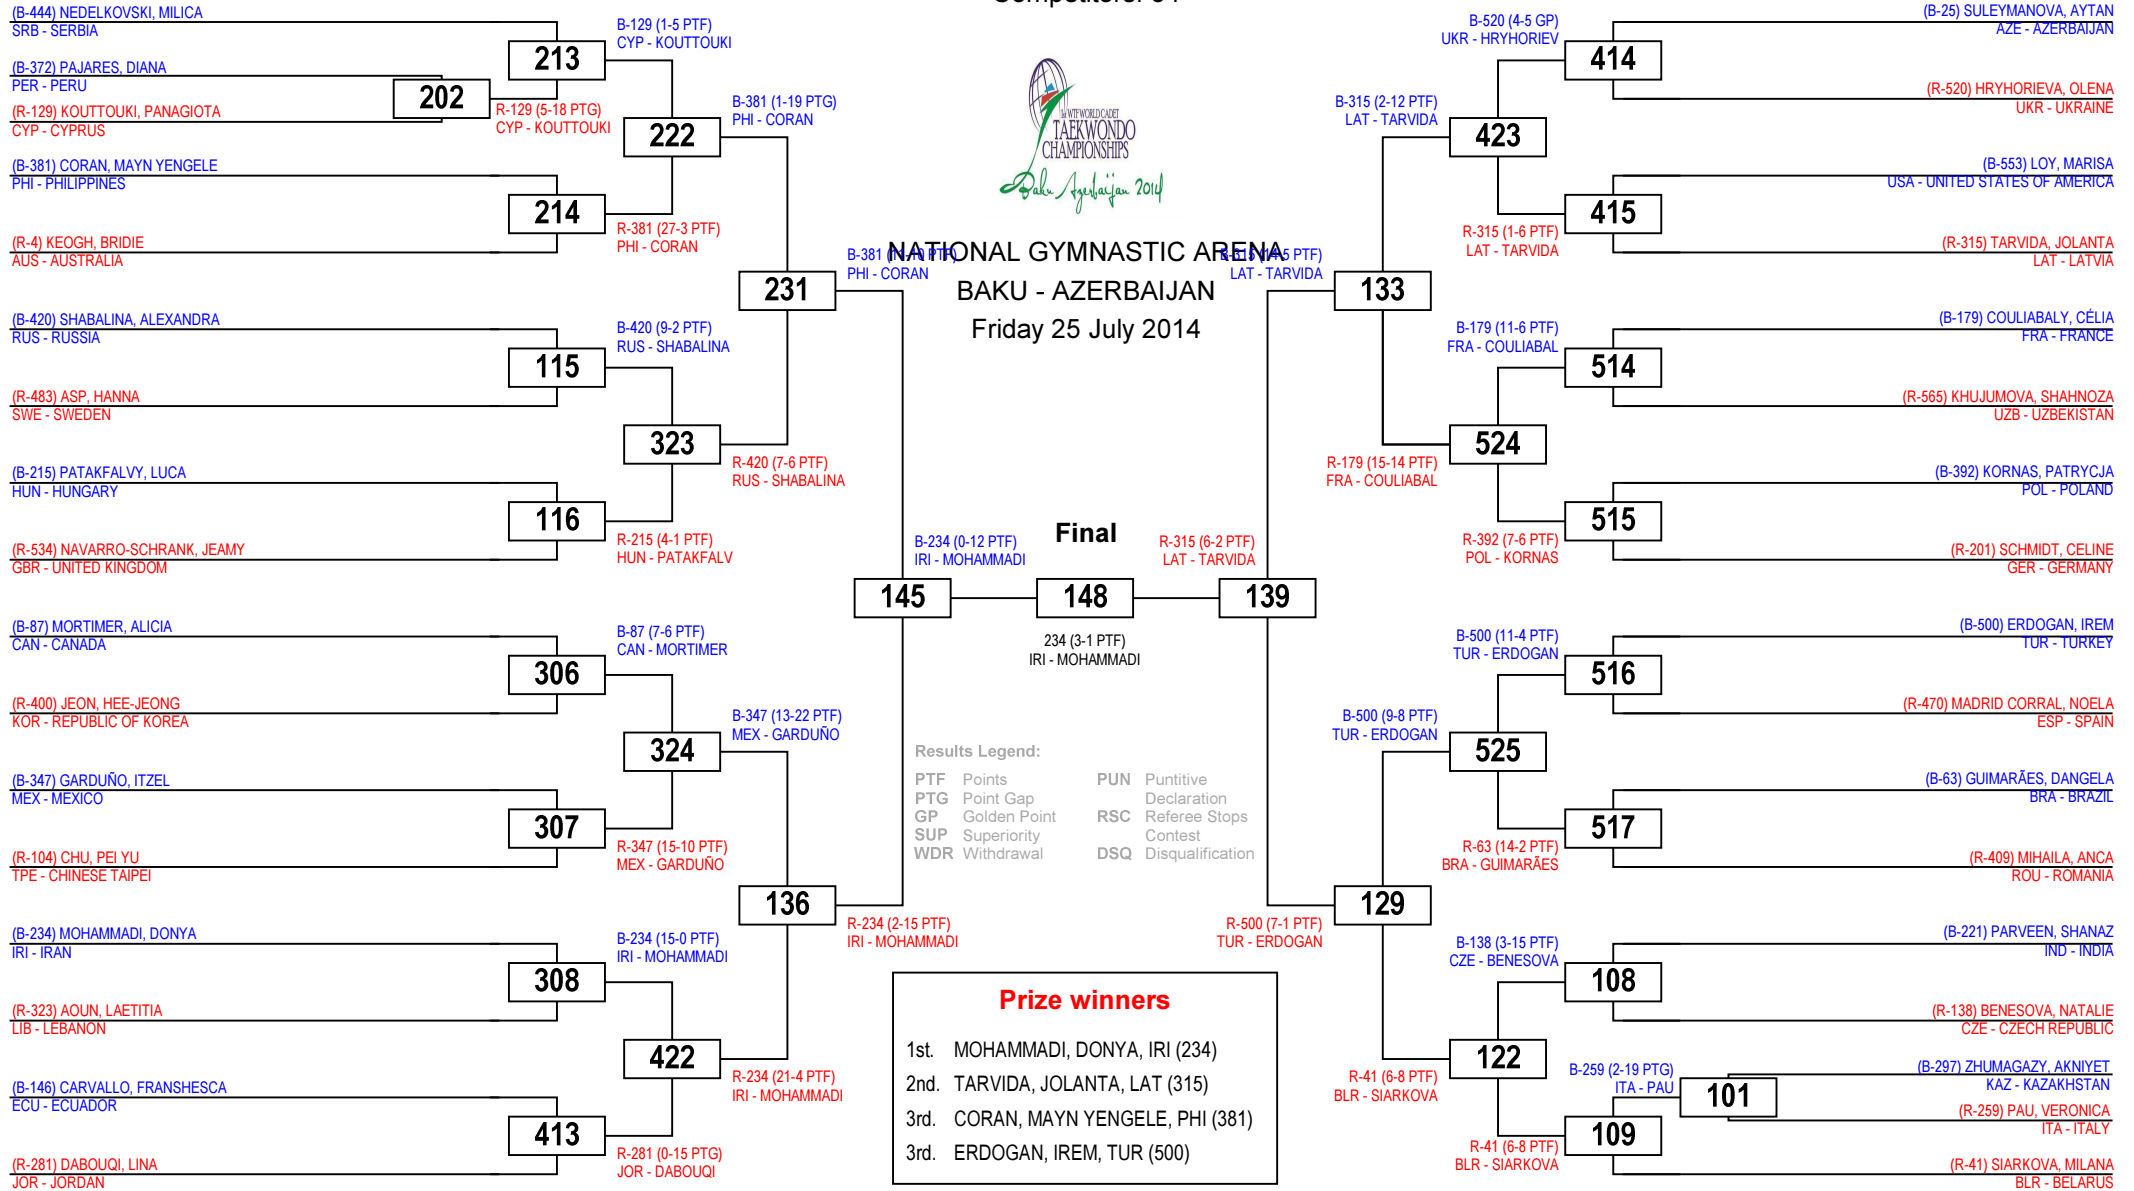 (B-444) NEDELKOVSKI, MILICA
SRB - SERBIA
(B-372) PAJARES, DIANA
PER - PERU
(R-129) KOUTTOUKI, PANAGIOTA
CYP - CYPRUS
(B-381) CORAN, MAYN YENGELE
PHI - PHILIPPINES
(R-4) KEOGH, BRIDIE
AUS - AUSTRALIA
(B-420) SHABALINA, ALEXANDRA
RUS - RUSSIA
(R-483) ASP, HANNA
SWE - SWEDEN
(B-215) PATAKFALVY, LUCA
HUN - HUNGARY
(R-534) NAVARRO-SCHRANK, JEAMY
GBR - UNITED KINGDOM
(B-87) MORTIMER, ALICIA
CAN - CANADA
(R-400) JEON, HEE-JEONG
KOR - REPUBLIC OF KOREA
(B-347) GARDUÑO, ITZEL
MEX - MEXICO
(R-104) CHU, PEI YU
TPE - CHINESE TAIPEI
(B-234) MOHAMMADI, DONYA
IRI - IRAN
(R-323) AOUN, LAETITIA
LIB - LEBANON
(B-146) CARVALLO, FRANSHESCA
ECU - ECUADOR
(R-281) DABOUQI, LINA
JOR - JORDAN
202
R-129 (5-18 PTG)
CYP - KOUTTOUKI
213
214
115
116
306
307
308
413
B-129 (1-5 PTF)
CYP - KOUTTOUKI
222
R-381 (27-3 PTF)
PHI - CORAN
B-420 (9-2 PTF)
RUS - SHABALINA
323
R-215 (4-1 PTF)
HUN - PATAKFALV
B-87 (7-6 PTF)
CAN - MORTIMER
324
R-347 (15-10 PTF)
MEX - GARDUÑO
B-234 (15-0 PTF)
IRI - MOHAMMADI
422
R-281 (0-15 PTG)
JOR - DABOUQI
B-381 (1-19 PTG)
PHI - CORAN
231
R-420 (7-6 PTF)
RUS - SHABALINA
B-347 (13-22 PTF)
MEX - GARDUÑO
136
R-234 (21-4 PTF)
IRI - MOHAMMADI
PHI - CORAN
145
R-234 (2-15 PTF)
IRI - MOHAMMADI
WTF WORLD CADET
TAEKWONDO
CHAMPIONSHIPS
Baku Azerbaijan 2014
NATIONAL GYMNASTIC ARENA
BAKU - AZERBAIJAN
Friday 25 July 2014
Final
B-234 (0-12 PTF)
IRI - MOHAMMADI
148
R-315 (6-2 PTF)
LAT - TARVIDA
234 (3-1 PTF)
IRI - MOHAMMADI
Results Legend:
PTF Points
PTG Point Gap
GP Golden Point
SUP Superiority
WDR Withdrawal
PUN Puntitive
Declaration
RSC Referee Stops
Contest
DSQ Disqualification
Prize winners
1st. MOHAMMADI, DONYA, IRI (234)
2nd. TARVIDA, JOLANTA, LAT (315)
3rd. CORAN, MAYN YENGELE, PHI (381)
3rd. ERDOGAN, IREM, TUR (500)
LAT - TARVIDA
139
R-500 (7-1 PTF)
TUR - ERDOGAN
B-315 (2-12 PTF)
LAT - TARVIDA
133
R-179 (15-14 PTF)
FRA - COULIABAL
B-500 (9-8 PTF)
TUR - ERDOGAN
129
R-41 (6-8 PTF)
BLR - SIARKOVA
B-520 (4-5 GP)
UKR - HRYHORIEV
423
R-315 (1-6 PTF)
LAT - TARVIDA
B-179 (11-6 PTF)
FRA - COULIABAL
524
R-392 (7-6 PTF)
POL - KORNAS
B-500 (11-4 PTF)
TUR - ERDOGAN
525
R-63 (14-2 PTF)
BRA - GUIMARÃES
B-138 (3-15 PTF)
CZE - BENESOVA
122
R-41 (6-8 PTF)
BLR - SIARKOVA
414
415
514
515
516
517
108
109
B-259 (2-19 PTG)
ITA - PAU
101
(B-25) SULEYMANOVA, AYTAN
AZE - AZERBAIJAN
(R-520) HRYHORIEVA, OLENA
UKR - UKRAINE
(B-553) LOY, MARISA
USA - UNITED STATES OF AMERICA
(R-315) TARVIDA, JOLANTA
LAT - LATVIA
(B-179) COULIABALY, CÉLIA
FRA - FRANCE
(R-565) KHUJUMOVA, SHAHNOZA
UZB - UZBEKISTAN
(B-392) KORNAS, PATRYCJA
POL - POLAND
(R-201) SCHMIDT, CELINE
GER - GERMANY
(B-500) ERDOGAN, IREM
TUR - TURKEY
(R-470) MADRID CORRAL, NOELA
ESP - SPAIN
(B-63) GUIMARÃES, DANGELA
BRA - BRAZIL
(R-409) MIHAILA, ANCA
ROU - ROMANIA
(B-221) PARVEEN, SHANAZ
IND - INDIA
(R-138) BENESOVA, NATALIE
CZE - CZECH REPUBLIC
(B-297) ZHUMAGAZY, AKNIYET
KAZ - KAZAKHSTAN
(R-259) PAU, VERONICA
ITA - ITALY
(R-41) SIARKOVA, MILANA
BLR - BELARUS